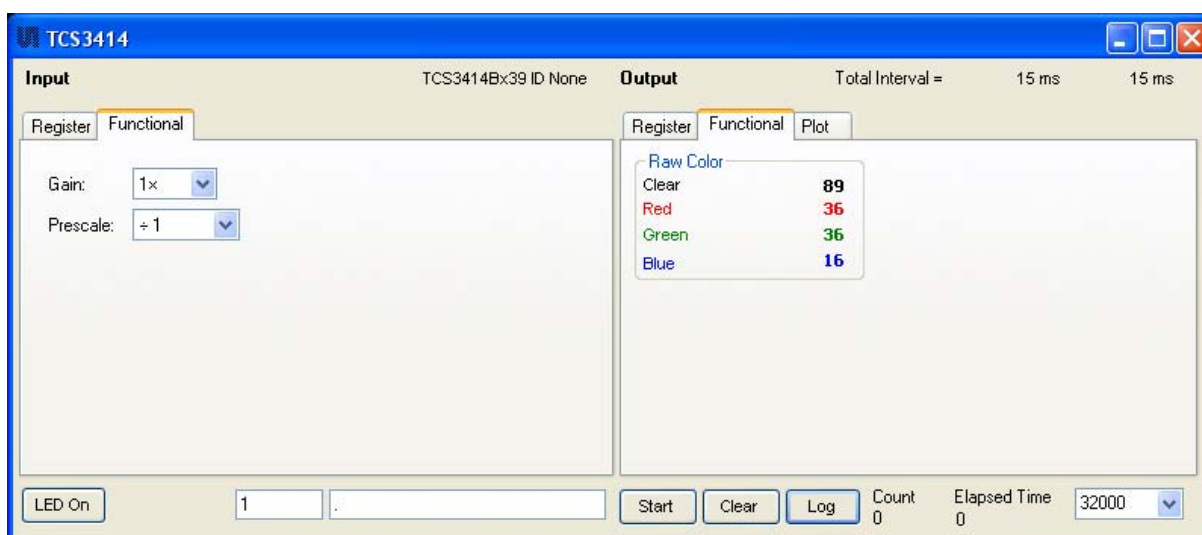 TCS3414
Input TCS3414Bx39 ID None Output Total Interval = 15 ms 15 ms
Register Functional
Register Functional Plot
Gain: 1×
Prescale: ÷ 1
Raw Color
Clear 89
Red 36
Green 36
Blue 16
LED On 1 . Start Clear Log Count Elapsed Time 32000
0 0